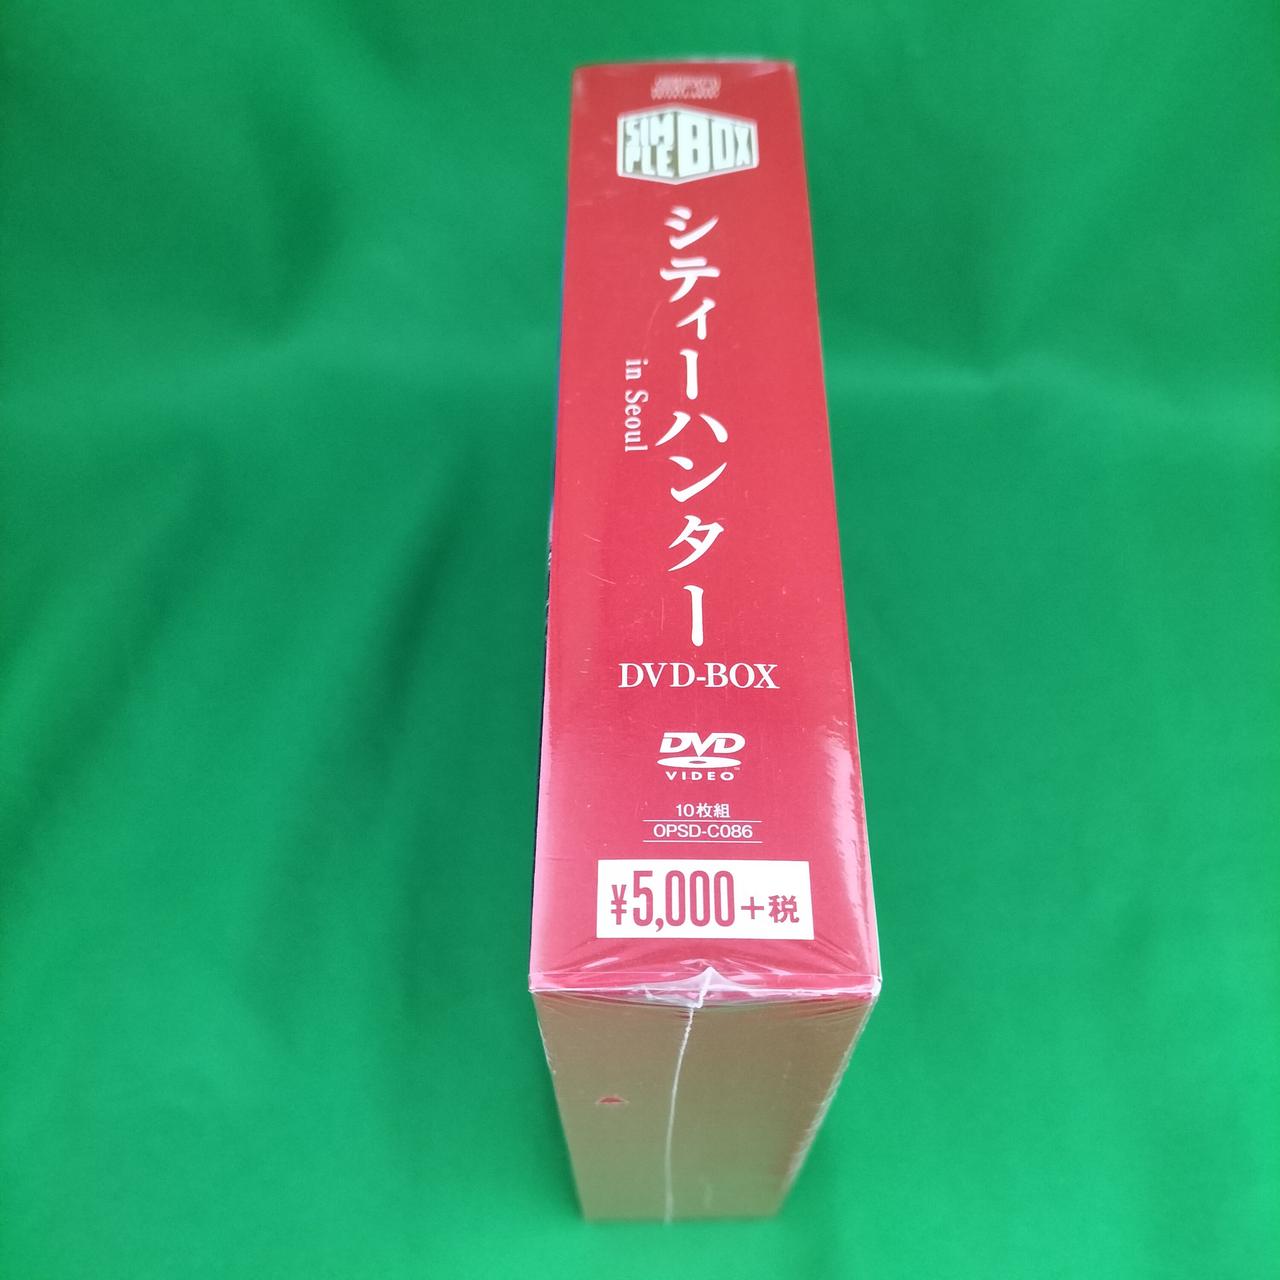 SIMPLE BOX
シティーハンター
in Seoul
DVD-BOX
DVD
VIDEO™
10枚組
OPSD-C086
¥5,000+税